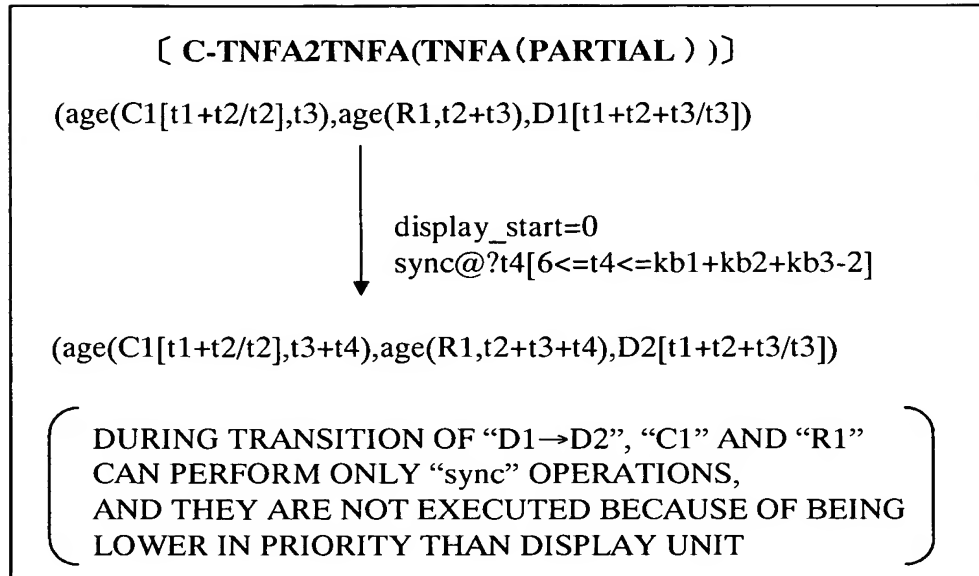 〔 C-TNFA2TNFA(TNFA（PARTIAL ））〕
(age(C1[t1+t2/t2],t3),age(R1,t2+t3),D1[t1+t2+t3/t3])
display_start=0
sync@?t4[6<=t4<=kb1+kb2+kb3-2]
(age(C1[t1+t2/t2],t3+t4),age(R1,t2+t3+t4),D2[t1+t2+t3/t3])
DURING TRANSITION OF “D1→D2”, “C1” AND “R1”
CAN PERFORM ONLY “sync” OPERATIONS,
AND THEY ARE NOT EXECUTED BECAUSE OF BEING
LOWER IN PRIORITY THAN DISPLAY UNIT